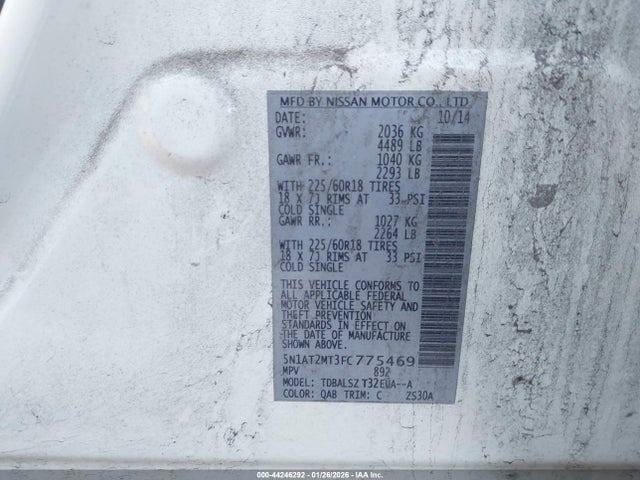 MFD BY NISSAN MOTOR CO., LTD.
DATE: 10/14
GVWR: 2036 KG
4489 LB
GAWR FR.: 1040 KG
2293 LB
WITH 225/60R18 TIRES
18 X 7J RIMS AT 33 PSI
COLD SINGLE
GAWR RR.: 1027 KG
2264 LB
WITH 225/60R18 TIRES
18 X 7J RIMS AT 33 PSI
COLD SINGLE
THIS VEHICLE CONFORMS TO
ALL APPLICABLE FEDERAL
MOTOR VEHICLE SAFETY AND
THEFT PREVENTION
STANDARDS IN EFFECT ON
THE DATE OF MANUFACTURE
SHOWN ABOVE.
5N1AT2MT3FC775469
MPV 892
MODEL: TDBALSZ T32EUA--A
COLOR: QAB TRIM: C ZS30A
000-44246292 - 01/26/2026 - IAA Inc.